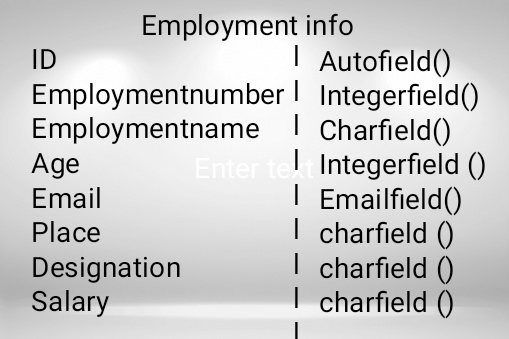 Employment info
ID | Autofield()
Employmentnumber | Integerfield()
Employmentname | Charfield()
Age | Integerfield ()
Enter text
Email | Emailfield()
Place | charfield ()
Designation | charfield ()
Salary | charfield ()
|